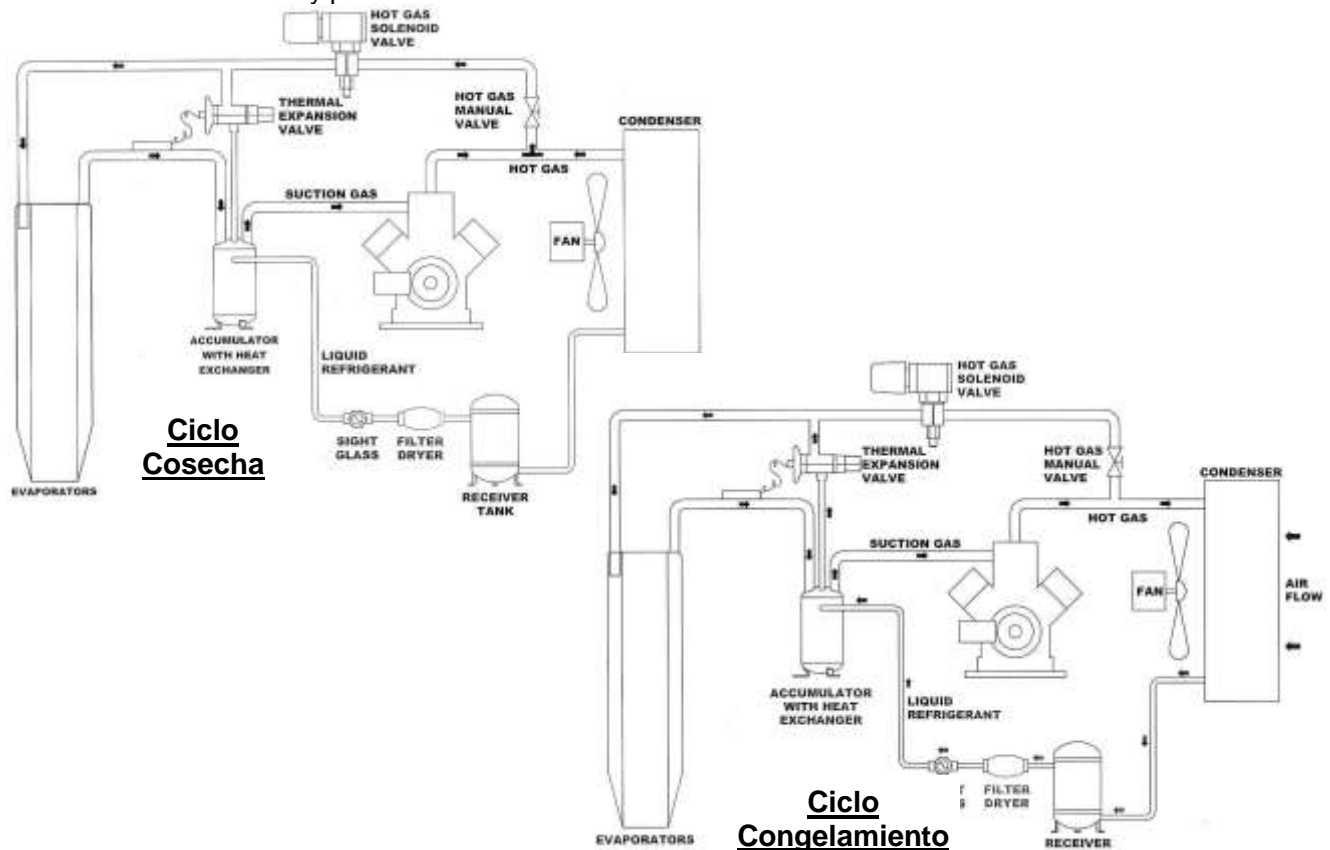 HOT GAS
SOLENOID
VALVE
THERMAL
EXPANSION
VALVE
HOT GAS
MANUAL
VALVE
CONDENSER
HOT GAS
SUCTION GAS
FAN
ACCUMULATOR
WITH HEAT
EXCHANGER
LIQUID
REFRIGERANT
Ciclo
Cosecha
SIGHT
GLASS
FILTER
DRYER
RECEIVER
TANK
EVAPORATORS
HOT GAS
SOLENOID
VALVE
THERMAL
EXPANSION
VALVE
HOT GAS
MANUAL
VALVE
CONDENSER
HOT GAS
SUCTION GAS
FAN
AIR
FLOW
ACCUMULATOR
WITH HEAT
EXCHANGER
LIQUID
REFRIGERANT
FILTER
DRYER
Ciclo
Congelamiento
EVAPORATORS
RECEIVER